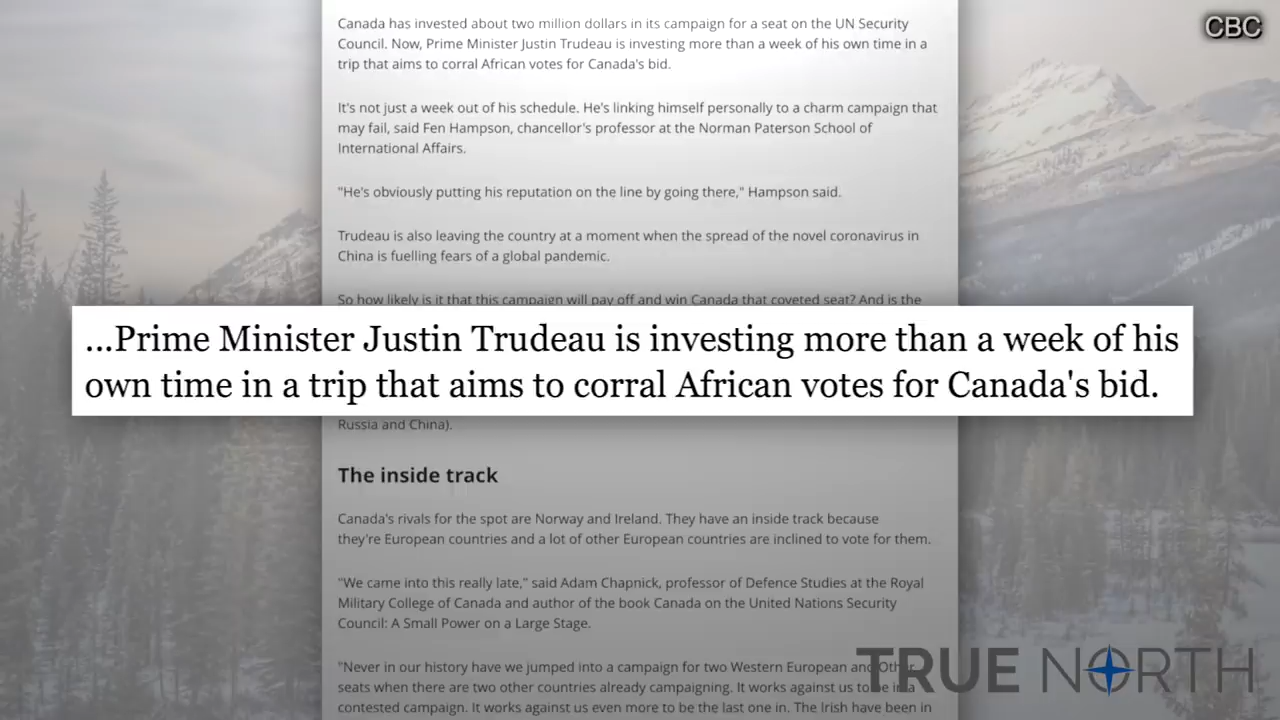 CBC
Canada has invested about two million dollars in its campaign for a seat on the UN Security
Council. Now, Prime Minister Justin Trudeau is investing more than a week of his own time in a
trip that aims to corral African votes for Canada's bid.
It's not just a week out of his schedule. He's linking himself personally to a charm campaign that
may fail, said Fen Hampson, chancellor's professor at the Norman Paterson School of
International Affairs.
"He's obviously putting his reputation on the line by going there," Hampson said.
Trudeau is also leaving the country at a moment when the spread of the novel coronavirus in
China is fuelling fears of a global pandemic.
So how likely is it that this campaign will pay off and win Canada that coveted seat? And is the
...Prime Minister Justin Trudeau is investing more than a week of his
own time in a trip that aims to corral African votes for Canada's bid.
Russia and China).
The inside track
Canada's rivals for the spot are Norway and Ireland. They have an inside track because
they're European countries and a lot of other European countries are inclined to vote for them.
"We came into this really late," said Adam Chapnick, professor of Defence Studies at the Royal
Military College of Canada and author of the book Canada on the United Nations Security
Council: A Small Power on a Large Stage.
"Never in our history have we jumped into a campaign for two Western European and Other
seats when there are two other countries already campaigning. It works against us to be in a
contested campaign. It works against us even more to be the last one in. The Irish have been in
TRUE NORTH